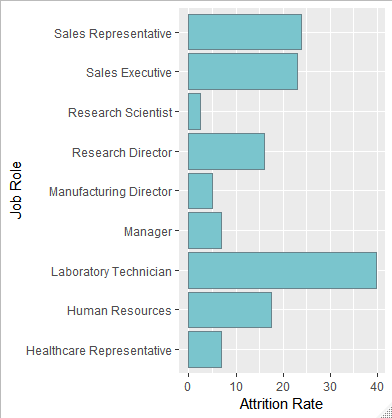 Sales Representative
Sales Executive
Research Scientist
Research Director
Manufacturing Director
Manager
Laboratory Technician
Human Resources
Healthcare Representative
Job Role
0 10 20 30 40
Attrition Rate